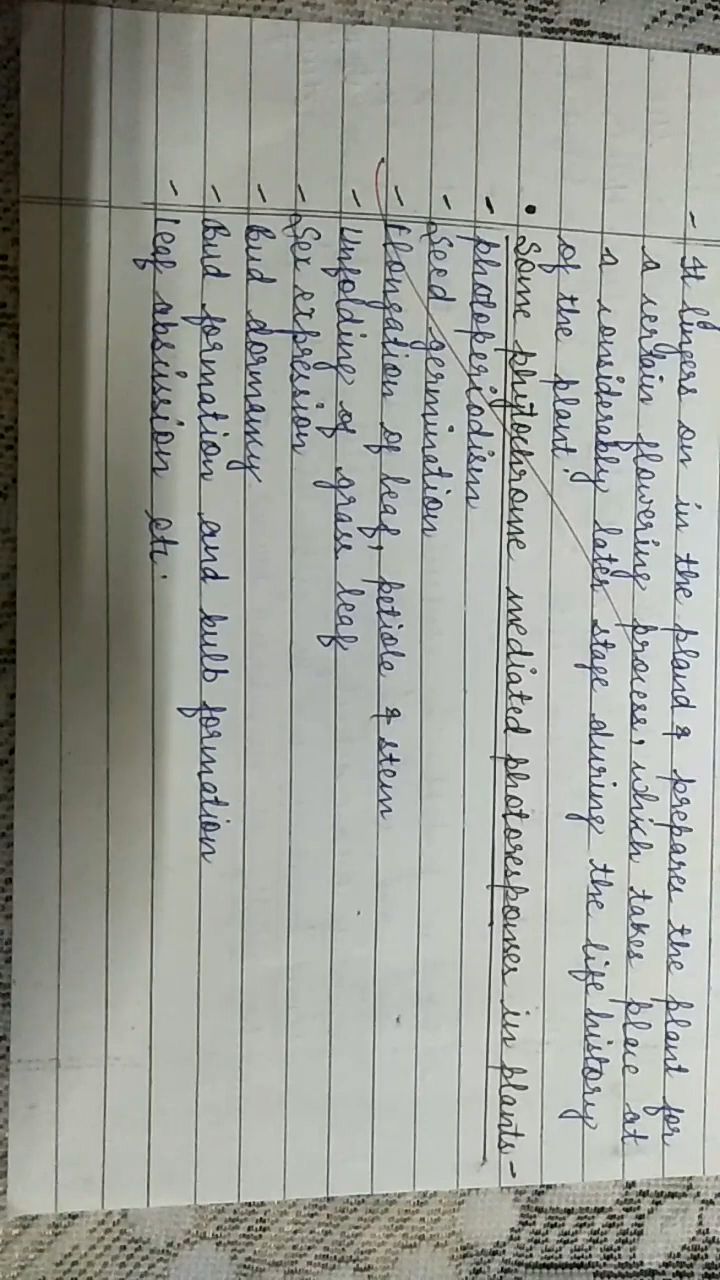 - It lingers on in the pland & prepares the plant for
a certain flowering process, which takes place at
a considerably later stage during the life history
of the plant.
• Some phytochrome mediated photoresponses in plants-
- photoperiodism
- Seed germination
- Elongation of leaf, petiole & stem
- Unfolding of grass leaf
- Sex expression
- Bud dormancy
- Bud formation and bulb formation
- leaf abscission etc.